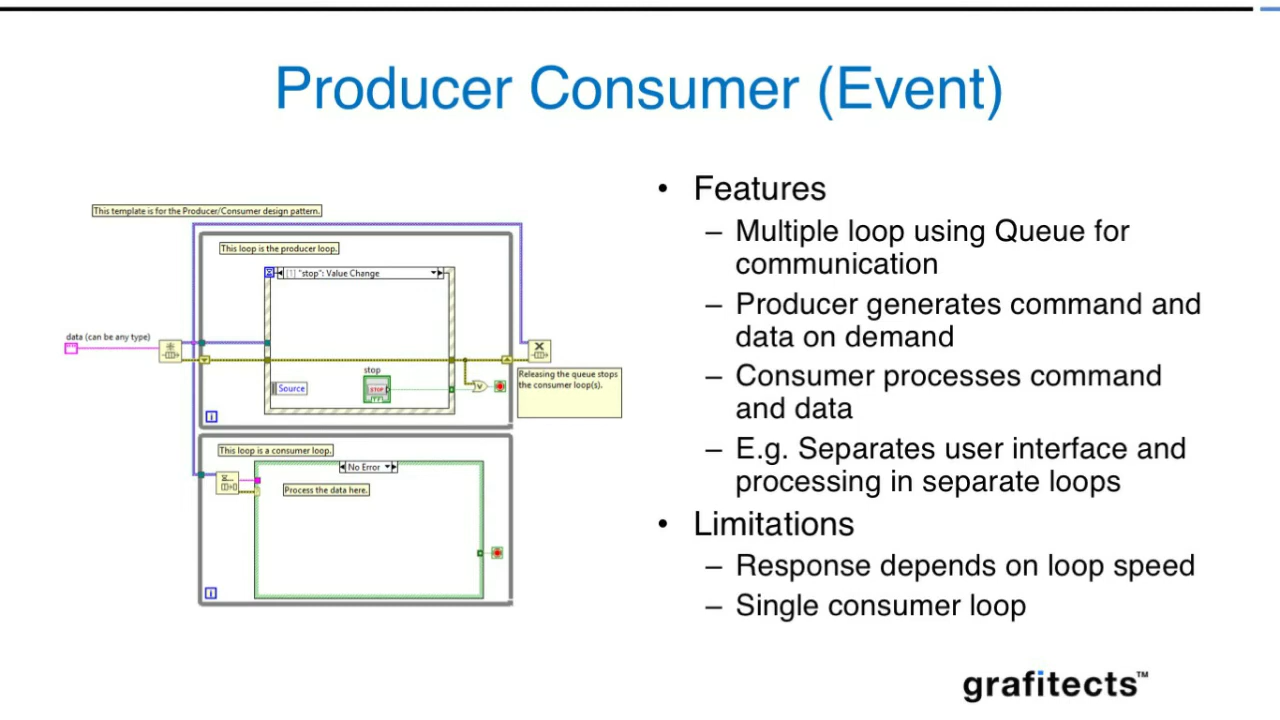 Producer Consumer (Event)
This template is for the Producer/Consumer design pattern.
This loop is the producer loop.
[1] "stop": Value Change
data (can be any type)
stop
Source
STOP
TF
i
Releasing the queue stops
the consumer loop(s).
This loop is a consumer loop.
No Error
Process the data here.
i
• Features
– Multiple loop using Queue for
communication
– Producer generates command and
data on demand
– Consumer processes command
and data
– E.g. Separates user interface and
processing in separate loops
• Limitations
– Response depends on loop speed
– Single consumer loop
grafitects™